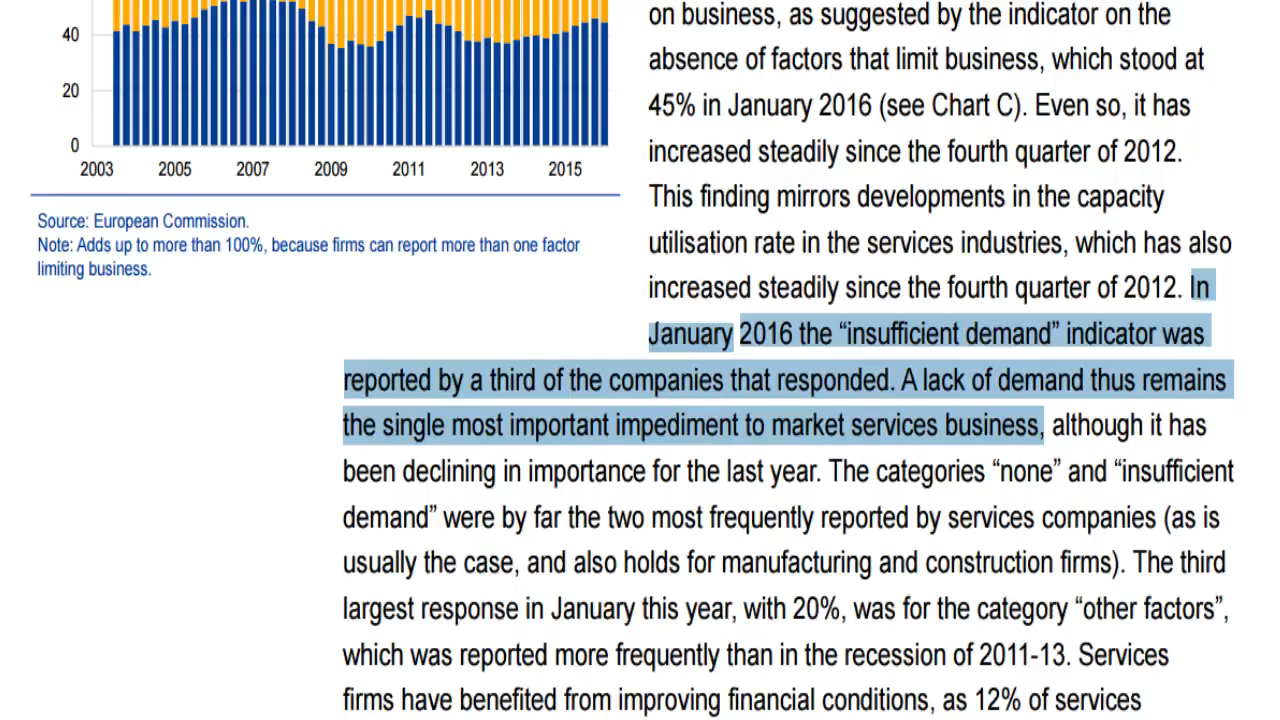 40
20
0
2003 2005 2007 2009 2011 2013 2015
Source: European Commission.
Note: Adds up to more than 100%, because firms can report more than one factor
limiting business.
on business, as suggested by the indicator on the
absence of factors that limit business, which stood at
45% in January 2016 (see Chart C). Even so, it has
increased steadily since the fourth quarter of 2012.
This finding mirrors developments in the capacity
utilisation rate in the services industries, which has also
increased steadily since the fourth quarter of 2012. In
January 2016 the “insufficient demand” indicator was
reported by a third of the companies that responded. A lack of demand thus remains
the single most important impediment to market services business, although it has
been declining in importance for the last year. The categories “none” and “insufficient
demand” were by far the two most frequently reported by services companies (as is
usually the case, and also holds for manufacturing and construction firms). The third
largest response in January this year, with 20%, was for the category “other factors”,
which was reported more frequently than in the recession of 2011-13. Services
firms have benefited from improving financial conditions, as 12% of services